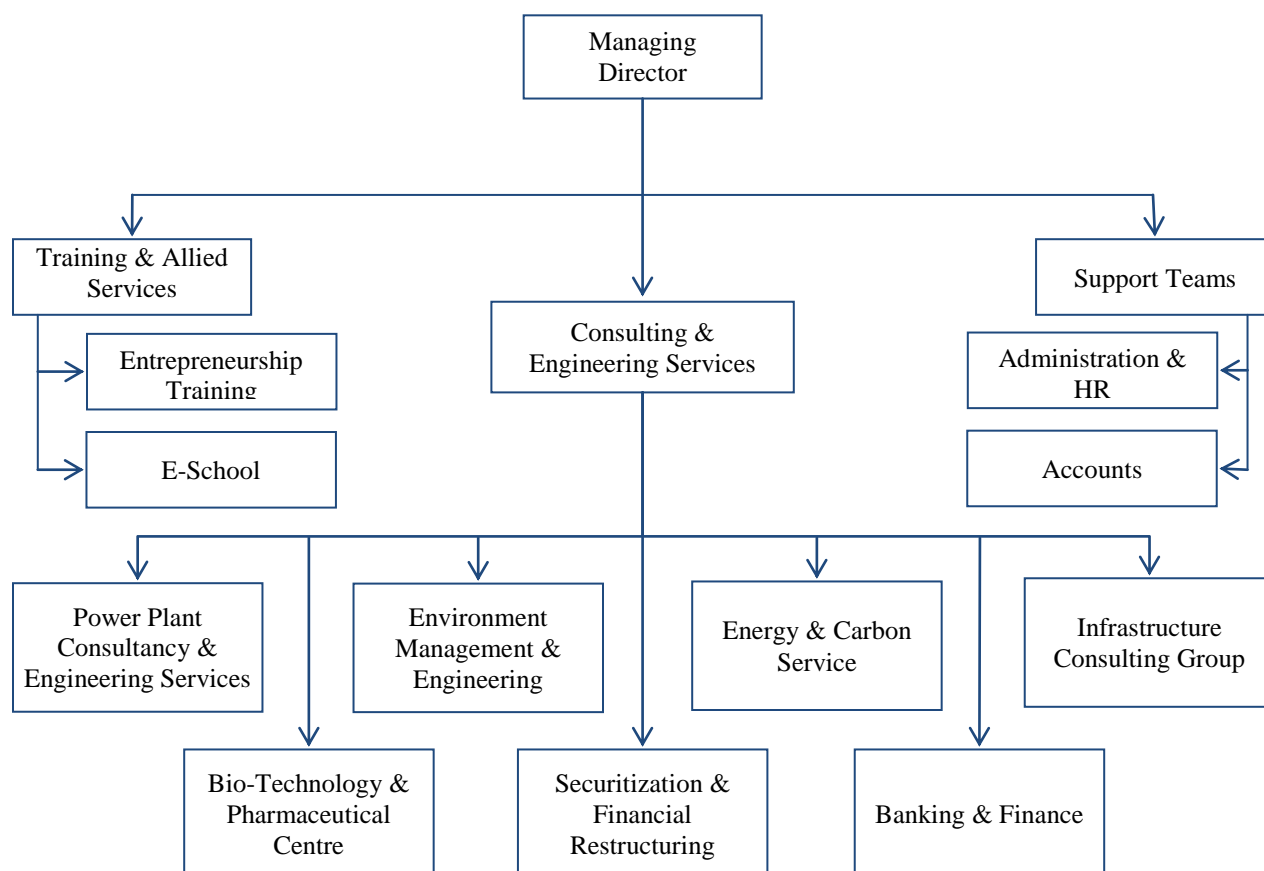 Managing
Director
Training & Allied
Services
Support Teams
Consulting &
Engineering Services
Entrepreneurship
Training
Administration &
HR
E-School
Accounts
Power Plant
Consultancy &
Engineering Services
Environment
Management &
Engineering
Energy & Carbon
Service
Infrastructure
Consulting Group
Bio-Technology &
Pharmaceutical
Centre
Securitization &
Financial
Restructuring
Banking & Finance